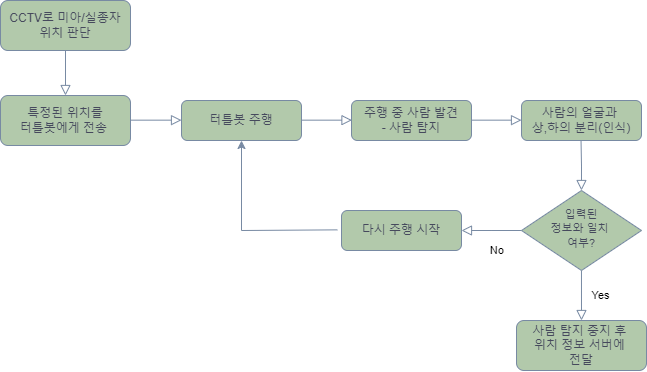 CCTV로 미아/실종자
위치 판단
특정된 위치를
터틀봇에게 전송
터틀봇 주행
주행 중 사람 발견
- 사람 탐지
사람의 얼굴과
상,하의 분리(인식)
입력된
정보와 일치
여부?
다시 주행 시작
No
Yes
사람 탐지 중지 후
위치 정보 서버에
전달